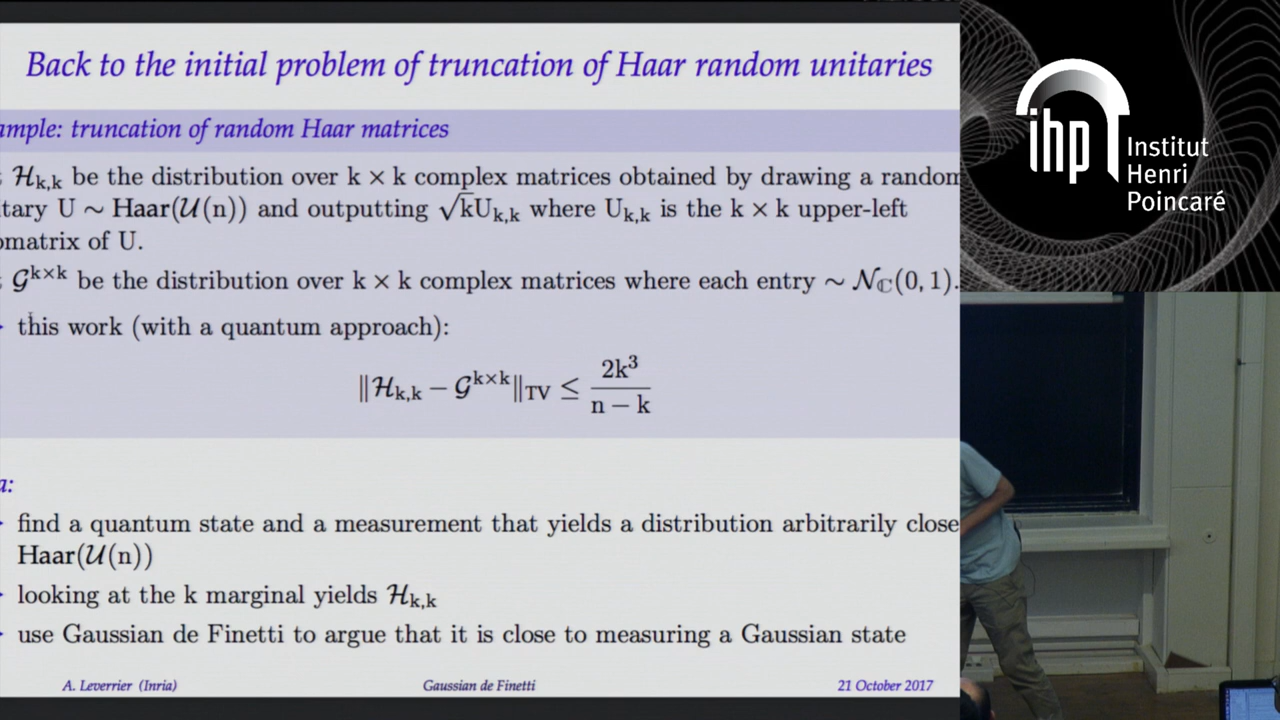 Back to the initial problem of truncation of Haar random unitaries
ample: truncation of random Haar matrices
ℋk,k be the distribution over k × k complex matrices obtained by drawing a random
tary U ∼ Haar(𝒰(n)) and outputting √kUk,k where Uk,k is the k × k upper-left
omatrix of U.
𝒢k×k be the distribution over k × k complex matrices where each entry ∼ 𝒩ℂ(0, 1).
this work (with a quantum approach):
‖ℋk,k − 𝒢k×k‖TV ≤ 2k³ / n − k
a:
find a quantum state and a measurement that yields a distribution arbitrarily close
Haar(𝒰(n))
looking at the k marginal yields ℋk,k
use Gaussian de Finetti to argue that it is close to measuring a Gaussian state
A. Leverrier (Inria) Gaussian de Finetti 21 October 2017
ihp
Institut
Henri
Poincaré